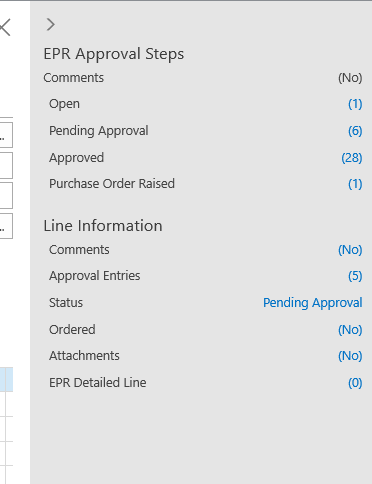 EPR Approval Steps
Comments (No)
Open (1)
Pending Approval (6)
Approved (28)
Purchase Order Raised (1)
Line Information
Comments (No)
Approval Entries (5)
Status Pending Approval
Ordered (No)
Attachments (No)
EPR Detailed Line (0)